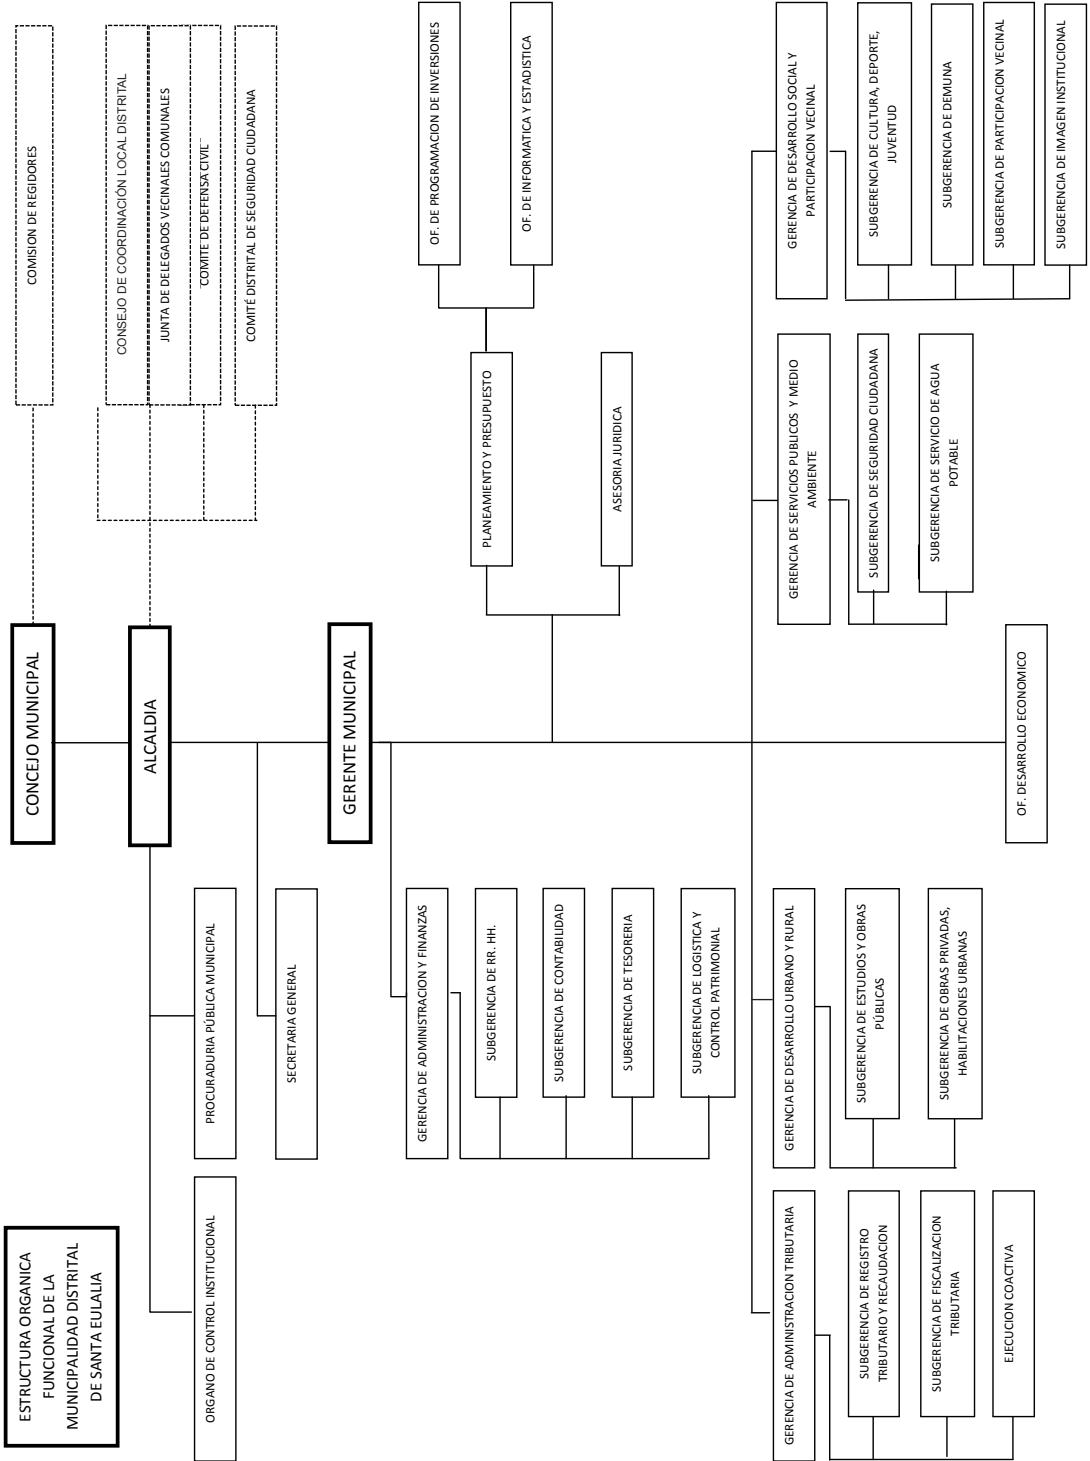 ESTRUCTURA ORGANICA
FUNCIONAL DE LA
MUNICIPALIDAD DISTRITAL
DE SANTA EULALIA
CONCEJO MUNICIPAL
COMISION DE REGIDORES
ALCALDIA
CONSEJO DE COORDINACIÓN LOCAL DISTRITAL
JUNTA DE DELEGADOS VECINALES COMUNALES
COMITE DE DEFENSA CIVIL
COMITÉ DISTRITAL DE SEGURIDAD CIUDADANA
ORGANO DE CONTROL INSTITUCIONAL
PROCURADURIA PÚBLICA MUNICIPAL
SECRETARIA GENERAL
GERENTE MUNICIPAL
GERENCIA DE ADMINISTRACION Y FINANZAS
SUBGERENCIA DE RR. HH.
SUBGERENCIA DE CONTABILIDAD
SUBGERENCIA DE TESORERIA
SUBGERENCIA DE LOGISTICA Y
CONTROL PATRIMONIAL
PLANEAMIENTO Y PRESUPUESTO
OF. DE PROGRAMACION DE INVERSIONES
OF. DE INFORMATICA Y ESTADISTICA
ASESORIA JURIDICA
GERENCIA DE ADMINISTRACION TRIBUTARIA
SUBGERENCIA DE REGISTRO
TRIBUTARIO Y RECAUDACION
SUBGERENCIA DE FISCALIZACION
TRIBUTARIA
EJECUCION COACTIVA
GERENCIA DE DESARROLLO URBANO Y RURAL
SUBGERENCIA DE ESTUDIOS Y OBRAS
PÚBLICAS
SUBGERENCIA DE OBRAS PRIVADAS,
HABILITACIONES URBANAS
OF. DESARROLLO ECONOMICO
GERENCIA DE SERVICIOS PUBLICOS Y MEDIO
AMBIENTE
SUBGERENCIA DE SEGURIDAD CIUDADANA
SUBGERENCIA DE SERVICIO DE AGUA
POTABLE
GERENCIA DE DESARROLLO SOCIAL Y
PARTICIPACION VECINAL
SUBGERENCIA DE CULTURA, DEPORTE,
JUVENTUD
SUBGERENCIA DE DEMUNA
SUBGERENCIA DE PARTICIPACION VECINAL
SUBGERENCIA DE IMAGEN INSTITUCIONAL